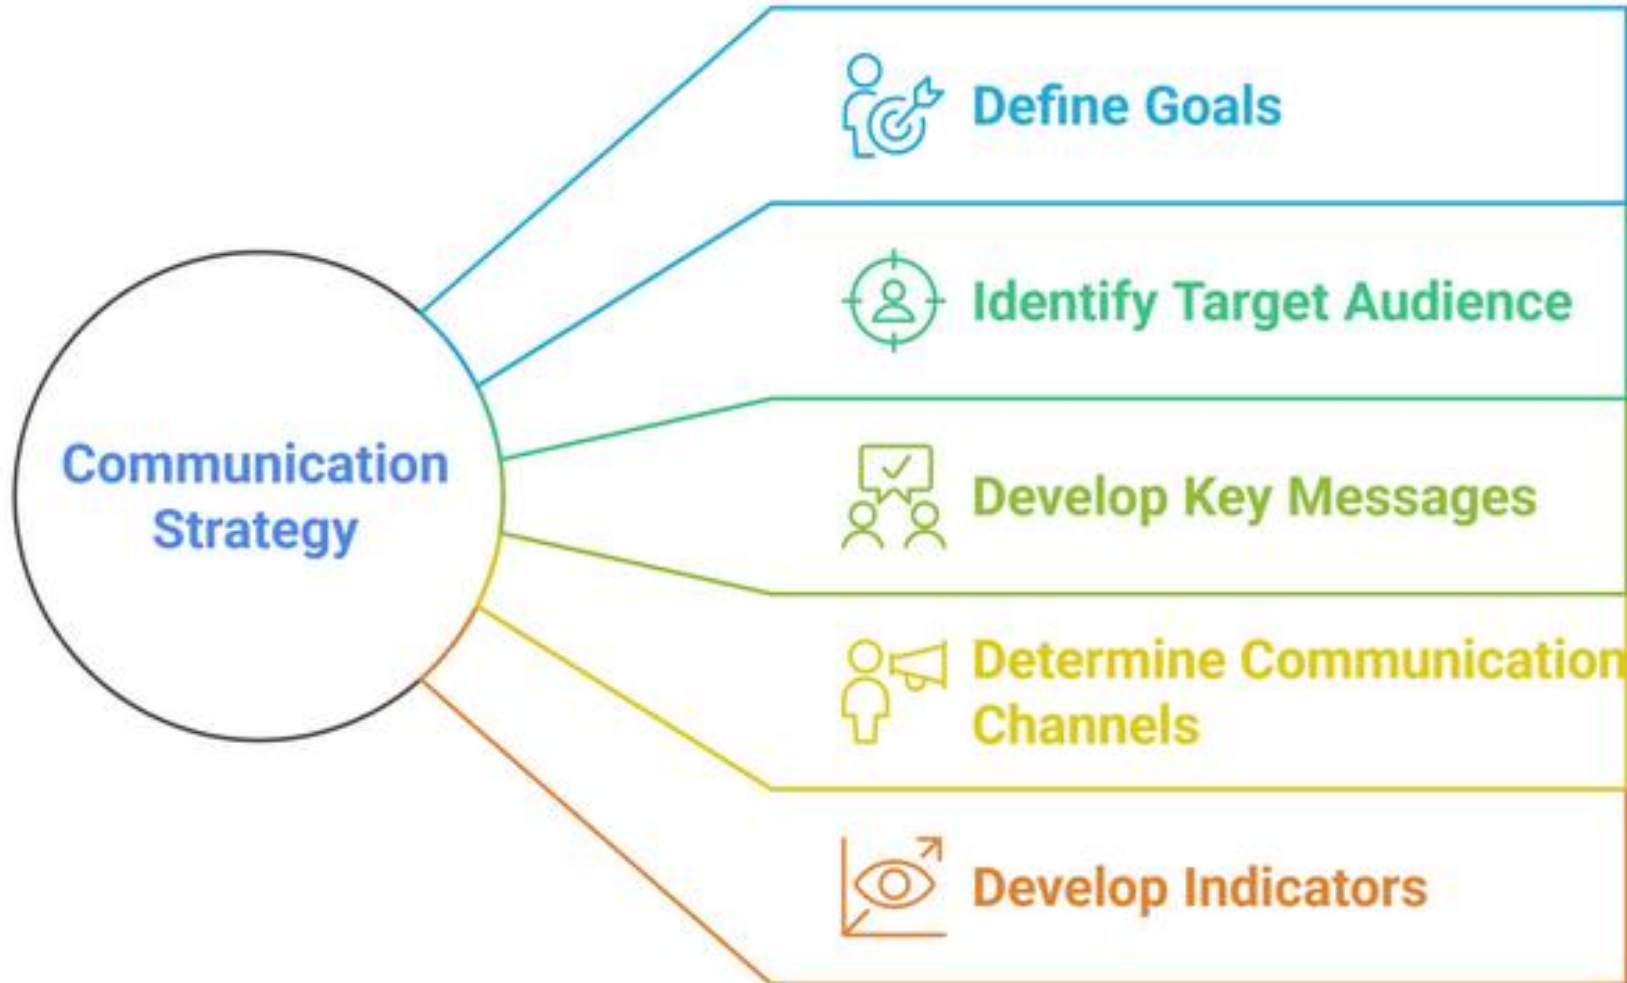 Communication
Strategy
Define Goals
Identify Target Audience
Develop Key Messages
Determine Communication
Channels
Develop Indicators